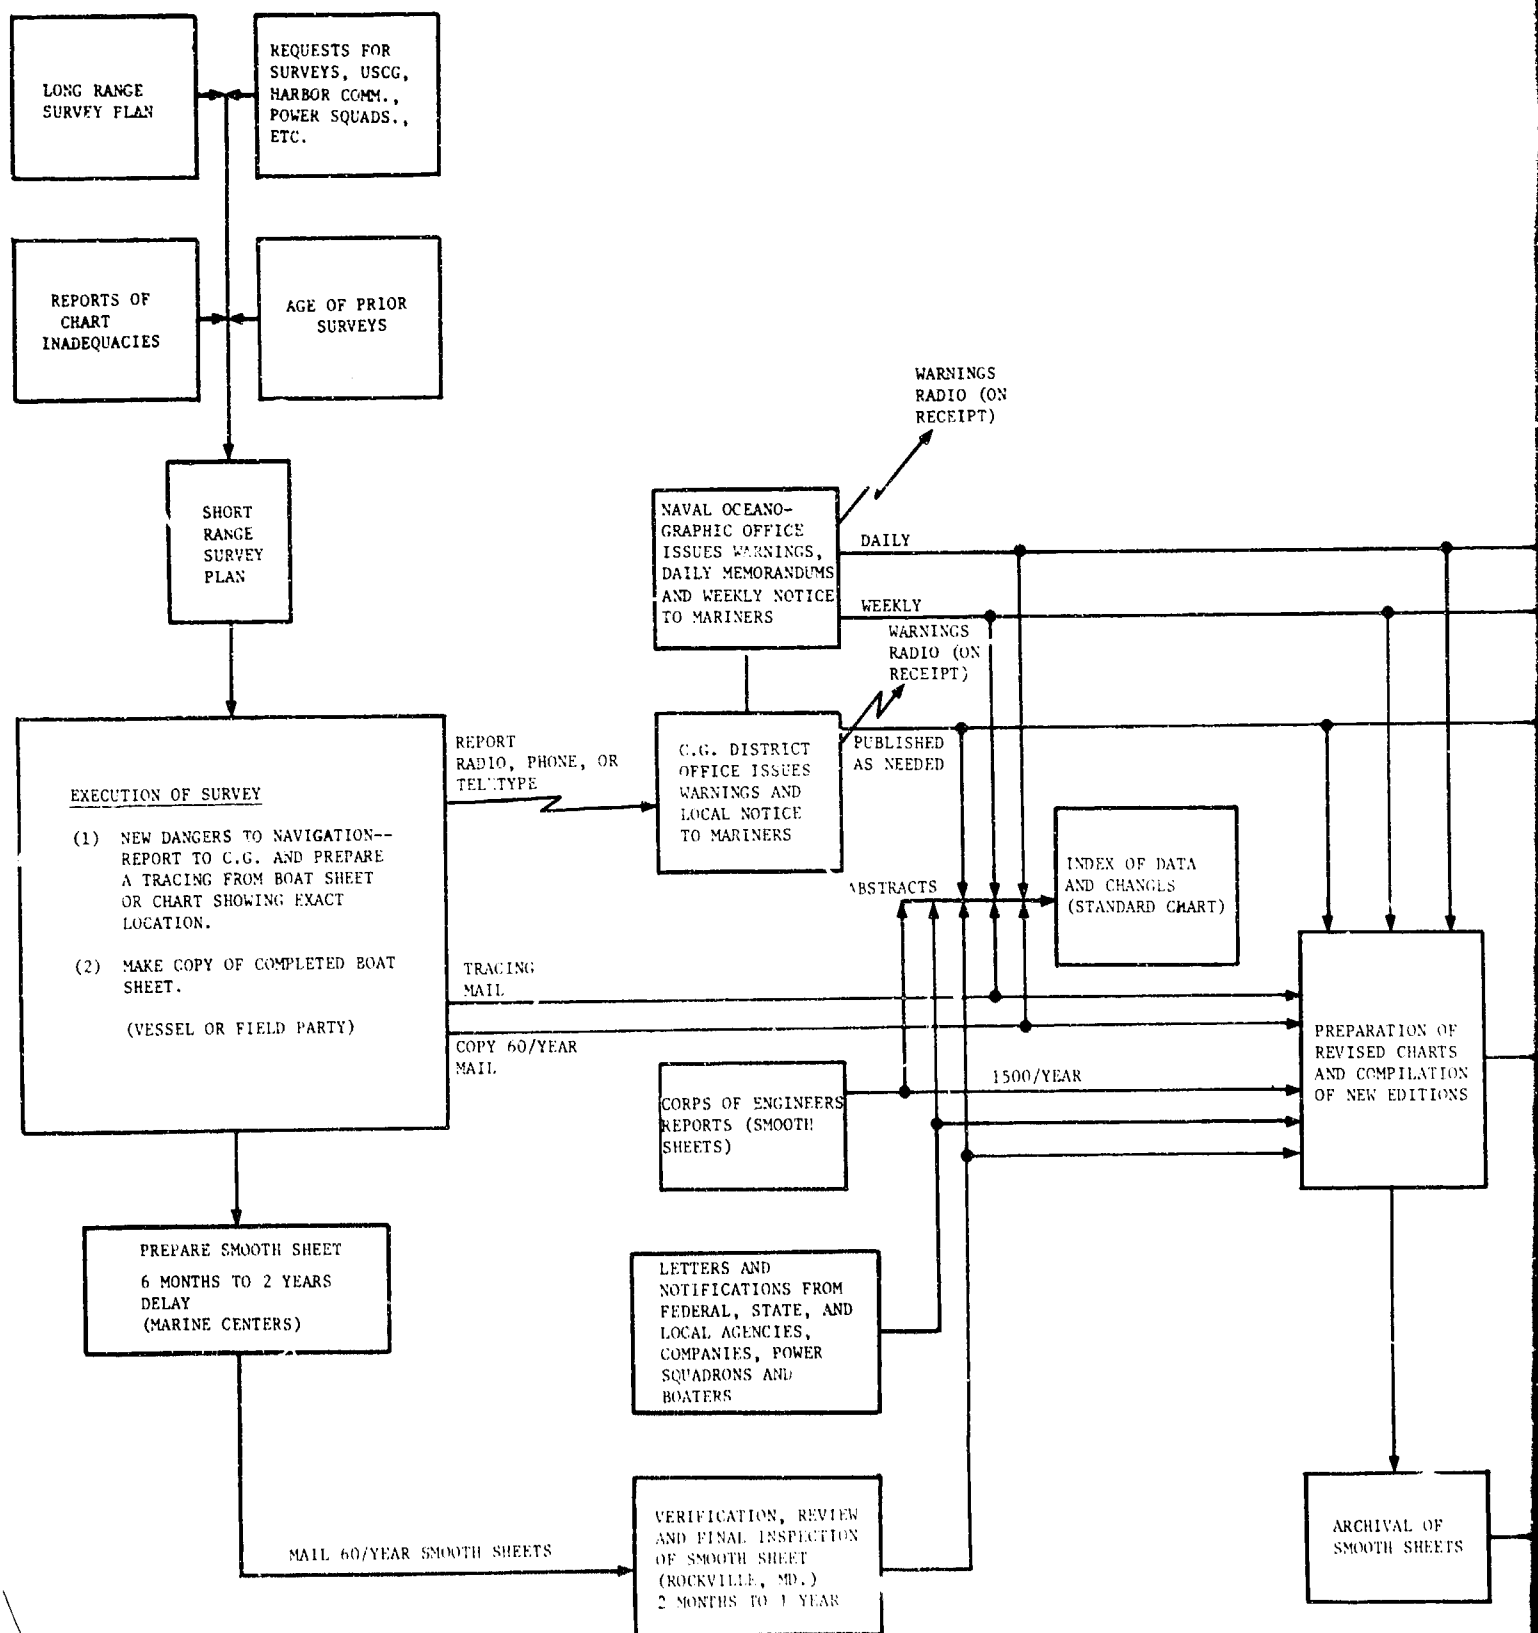 LONG RANGE
SURVEY PLAN
REQUESTS FOR
SURVEYS, USCG,
HARBOR COMM.,
POWER SQUADS.,
ETC.
REPORTS OF
CHART
INADEQUACIES
AGE OF PRIOR
SURVEYS
SHORT
RANGE
SURVEY
PLAN
WARNINGS
RADIO (ON
RECEIPT)
NAVAL OCEANO-
GRAPHIC OFFICE
ISSUES WARNINGS,
DAILY MEMORANDUMS
AND WEEKLY NOTICE
TO MARINERS
DAILY
WEEKLY
WARNINGS
RADIO (ON
RECEIPT)
EXECUTION OF SURVEY
(1) NEW DANGERS TO NAVIGATION--
REPORT TO C.G. AND PREPARE
A TRACING FROM BOAT SHEET
OR CHART SHOWING EXACT
LOCATION.
(2) MAKE COPY OF COMPLETED BOAT
SHEET.
(VESSEL OR FIELD PARTY)
REPORT
RADIO, PHONE, OR
TELETYPE
C.G. DISTRICT
OFFICE ISSUES
WARNINGS AND
LOCAL NOTICE
TO MARINERS
PUBLISHED
AS NEEDED
ABSTRACTS
INDEX OF DATA
AND CHANGES
(STANDARD CHART)
TRACING
MAIL
COPY 60/YEAR
MAIL
CORPS OF ENGINEERS
REPORTS (SMOOTH
SHEETS)
1500/YEAR
PREPARATION OF
REVISED CHARTS
AND COMPILATION
OF NEW EDITIONS
PREPARE SMOOTH SHEET
6 MONTHS TO 2 YEARS
DELAY
(MARINE CENTERS)
LETTERS AND
NOTIFICATIONS FROM
FEDERAL, STATE, AND
LOCAL AGENCIES,
COMPANIES, POWER
SQUADRONS AND
BOATERS
MAIL 60/YEAR SMOOTH SHEETS
VERIFICATION, REVIEW
AND FINAL INSPECTION
OF SMOOTH SHEET
(ROCKVILLE, MD.)
2 MONTHS TO 1 YEAR
ARCHIVAL OF
SMOOTH SHEETS